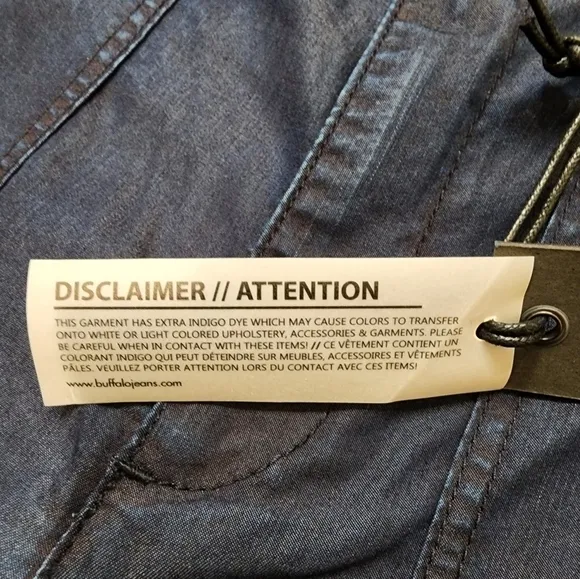 DISCLAIMER // ATTENTION
THIS GARMENT HAS EXTRA INDIGO DYE WHICH MAY CAUSE COLORS TO TRANSFER
ONTO WHITE OR LIGHT COLORED UPHOLSTERY, ACCESSORIES & GARMENTS. PLEASE
BE CAREFUL WHEN IN CONTACT WITH THESE ITEMS! // CE VÊTEMENT CONTIENT UN
COLORANT INDIGO QUI PEUT DÉTEINDRE SUR MEUBLES, ACCESSOIRES ET VÊTEMENTS
PÂLES. VEUILLEZ PORTER ATTENTION LORS DU CONTACT AVEC CES ITEMS!
www.buffalojeans.com